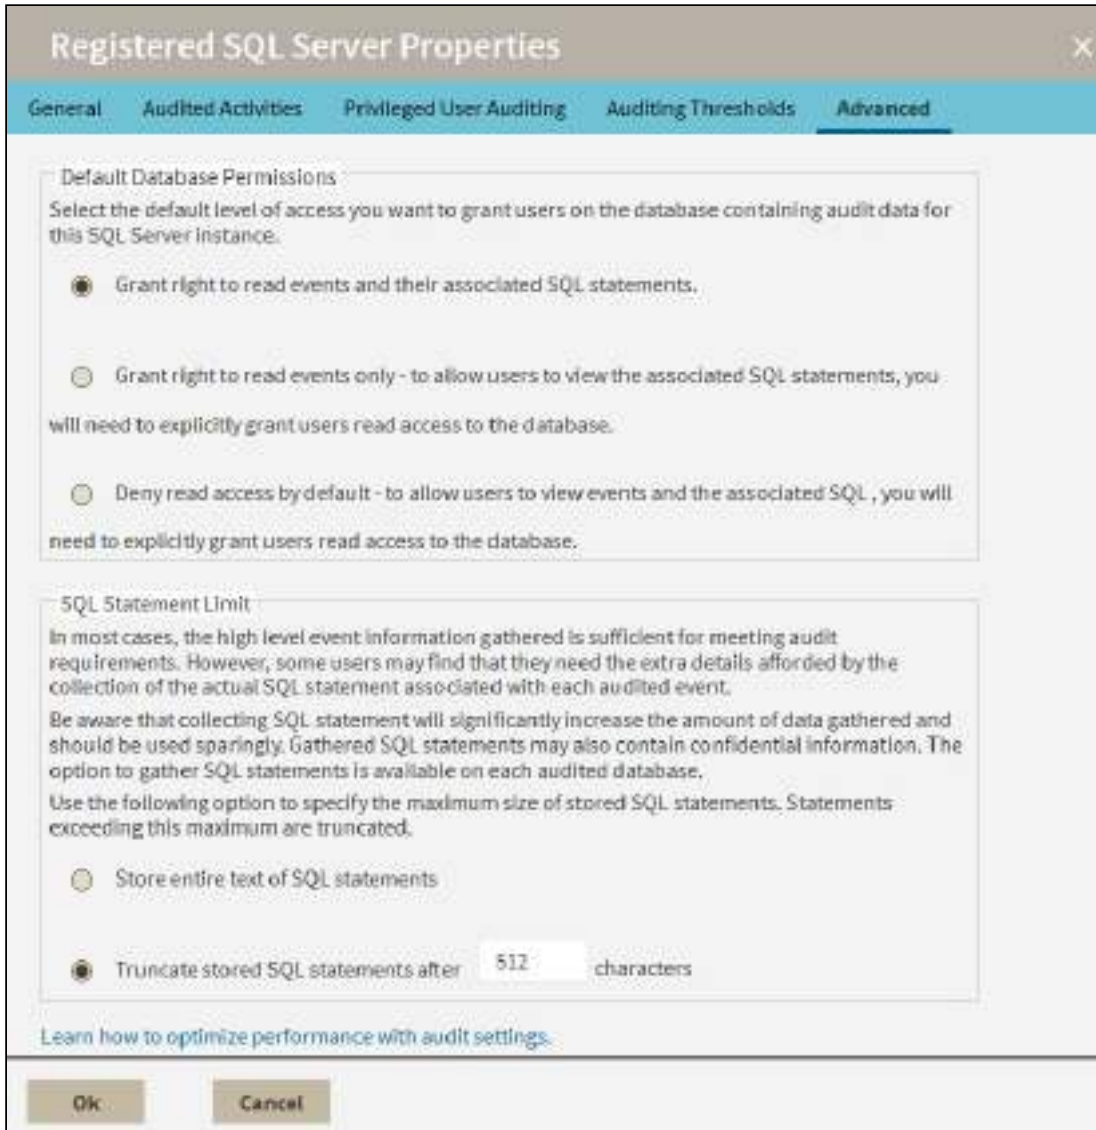 Registered SQL Server Properties
×
General Audited Activities Privileged User Auditing Auditing Thresholds Advanced
Default Database Permissions
Select the default level of access you want to grant users on the database containing audit data for
this SQL Server instance.
Grant right to read events and their associated SQL statements.
Grant right to read events only - to allow users to view the associated SQL statements, you
will need to explicitly grant users read access to the database.
Deny read access by default - to allow users to view events and the associated SQL , you will
need to explicitly grant users read access to the database.
SQL Statement Limit
In most cases, the high level event information gathered is sufficient for meeting audit
requirements. However, some users may find that they need the extra details afforded by the
collection of the actual SQL statement associated with each audited event.
Be aware that collecting SQL statement will significantly increase the amount of data gathered and
should be used sparingly. Gathered SQL statements may also contain confidential information. The
option to gather SQL statements is available on each audited database.
Use the following option to specify the maximum size of stored SQL statements. Statements
exceeding this maximum are truncated.
Store entire text of SQL statements
Truncate stored SQL statements after 512 characters
Learn how to optimize performance with audit settings.
Ok Cancel